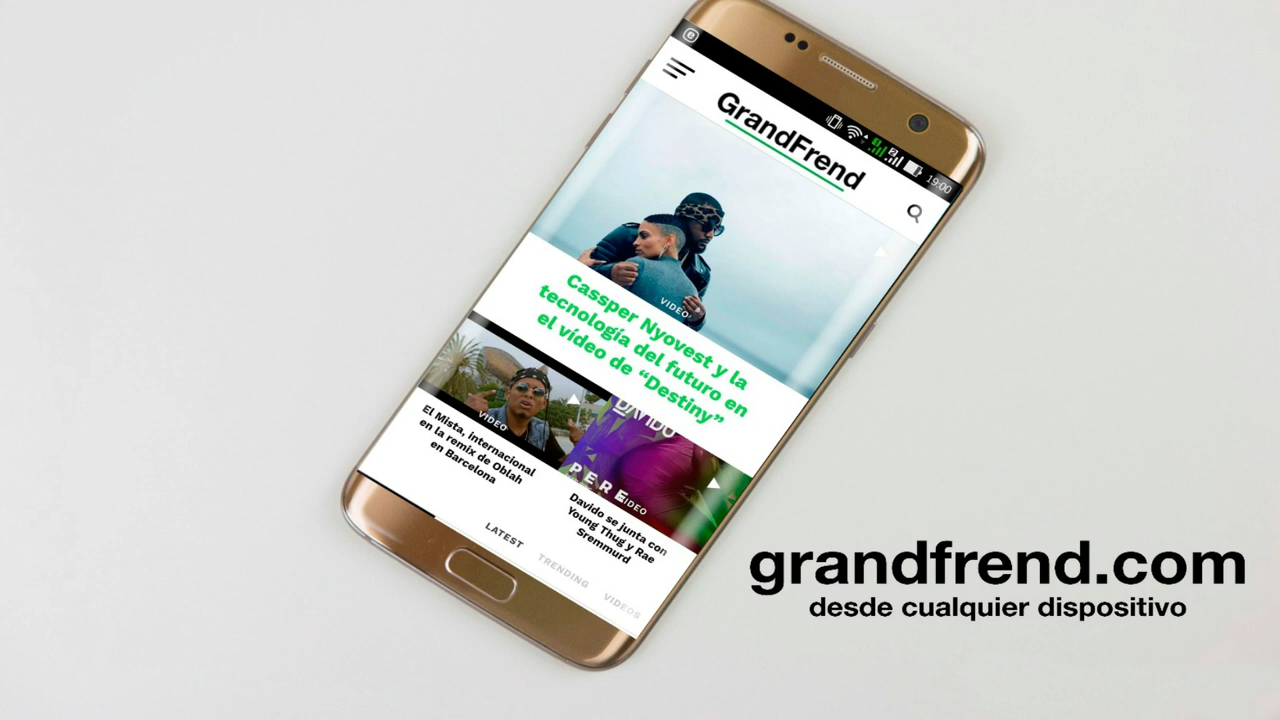 19:00
GrandFrend
VIDEO
Cassper Nyovest y la
tecnología del futuro en
el vídeo de “Destiny”
VIDEO
El Mista, internacional
en la remix de Oblah
en Barcelona
DAVIDO
PERE
VIDEO
Davido se junta con
Young Thug y Rae
Sremmurd
LATEST
TRENDING
VIDEOS
grandfrend.com
desde cualquier dispositivo